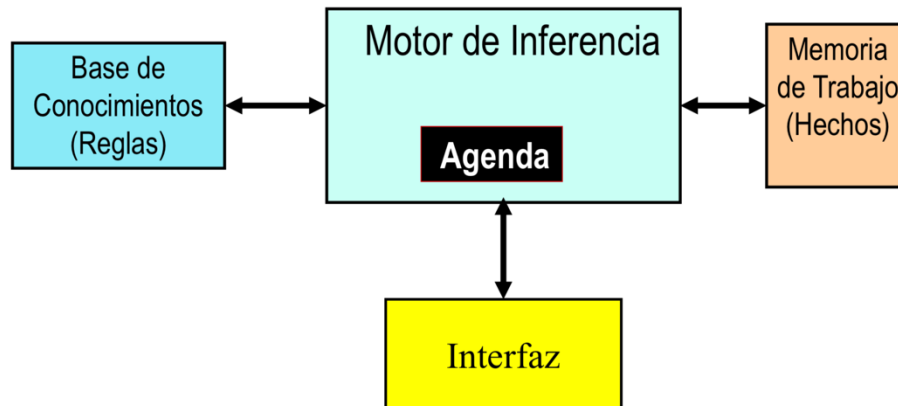 Base de
Conocimientos
(Reglas)
Motor de Inferencia
Agenda
Memoria
de Trabajo
(Hechos)
Interfaz